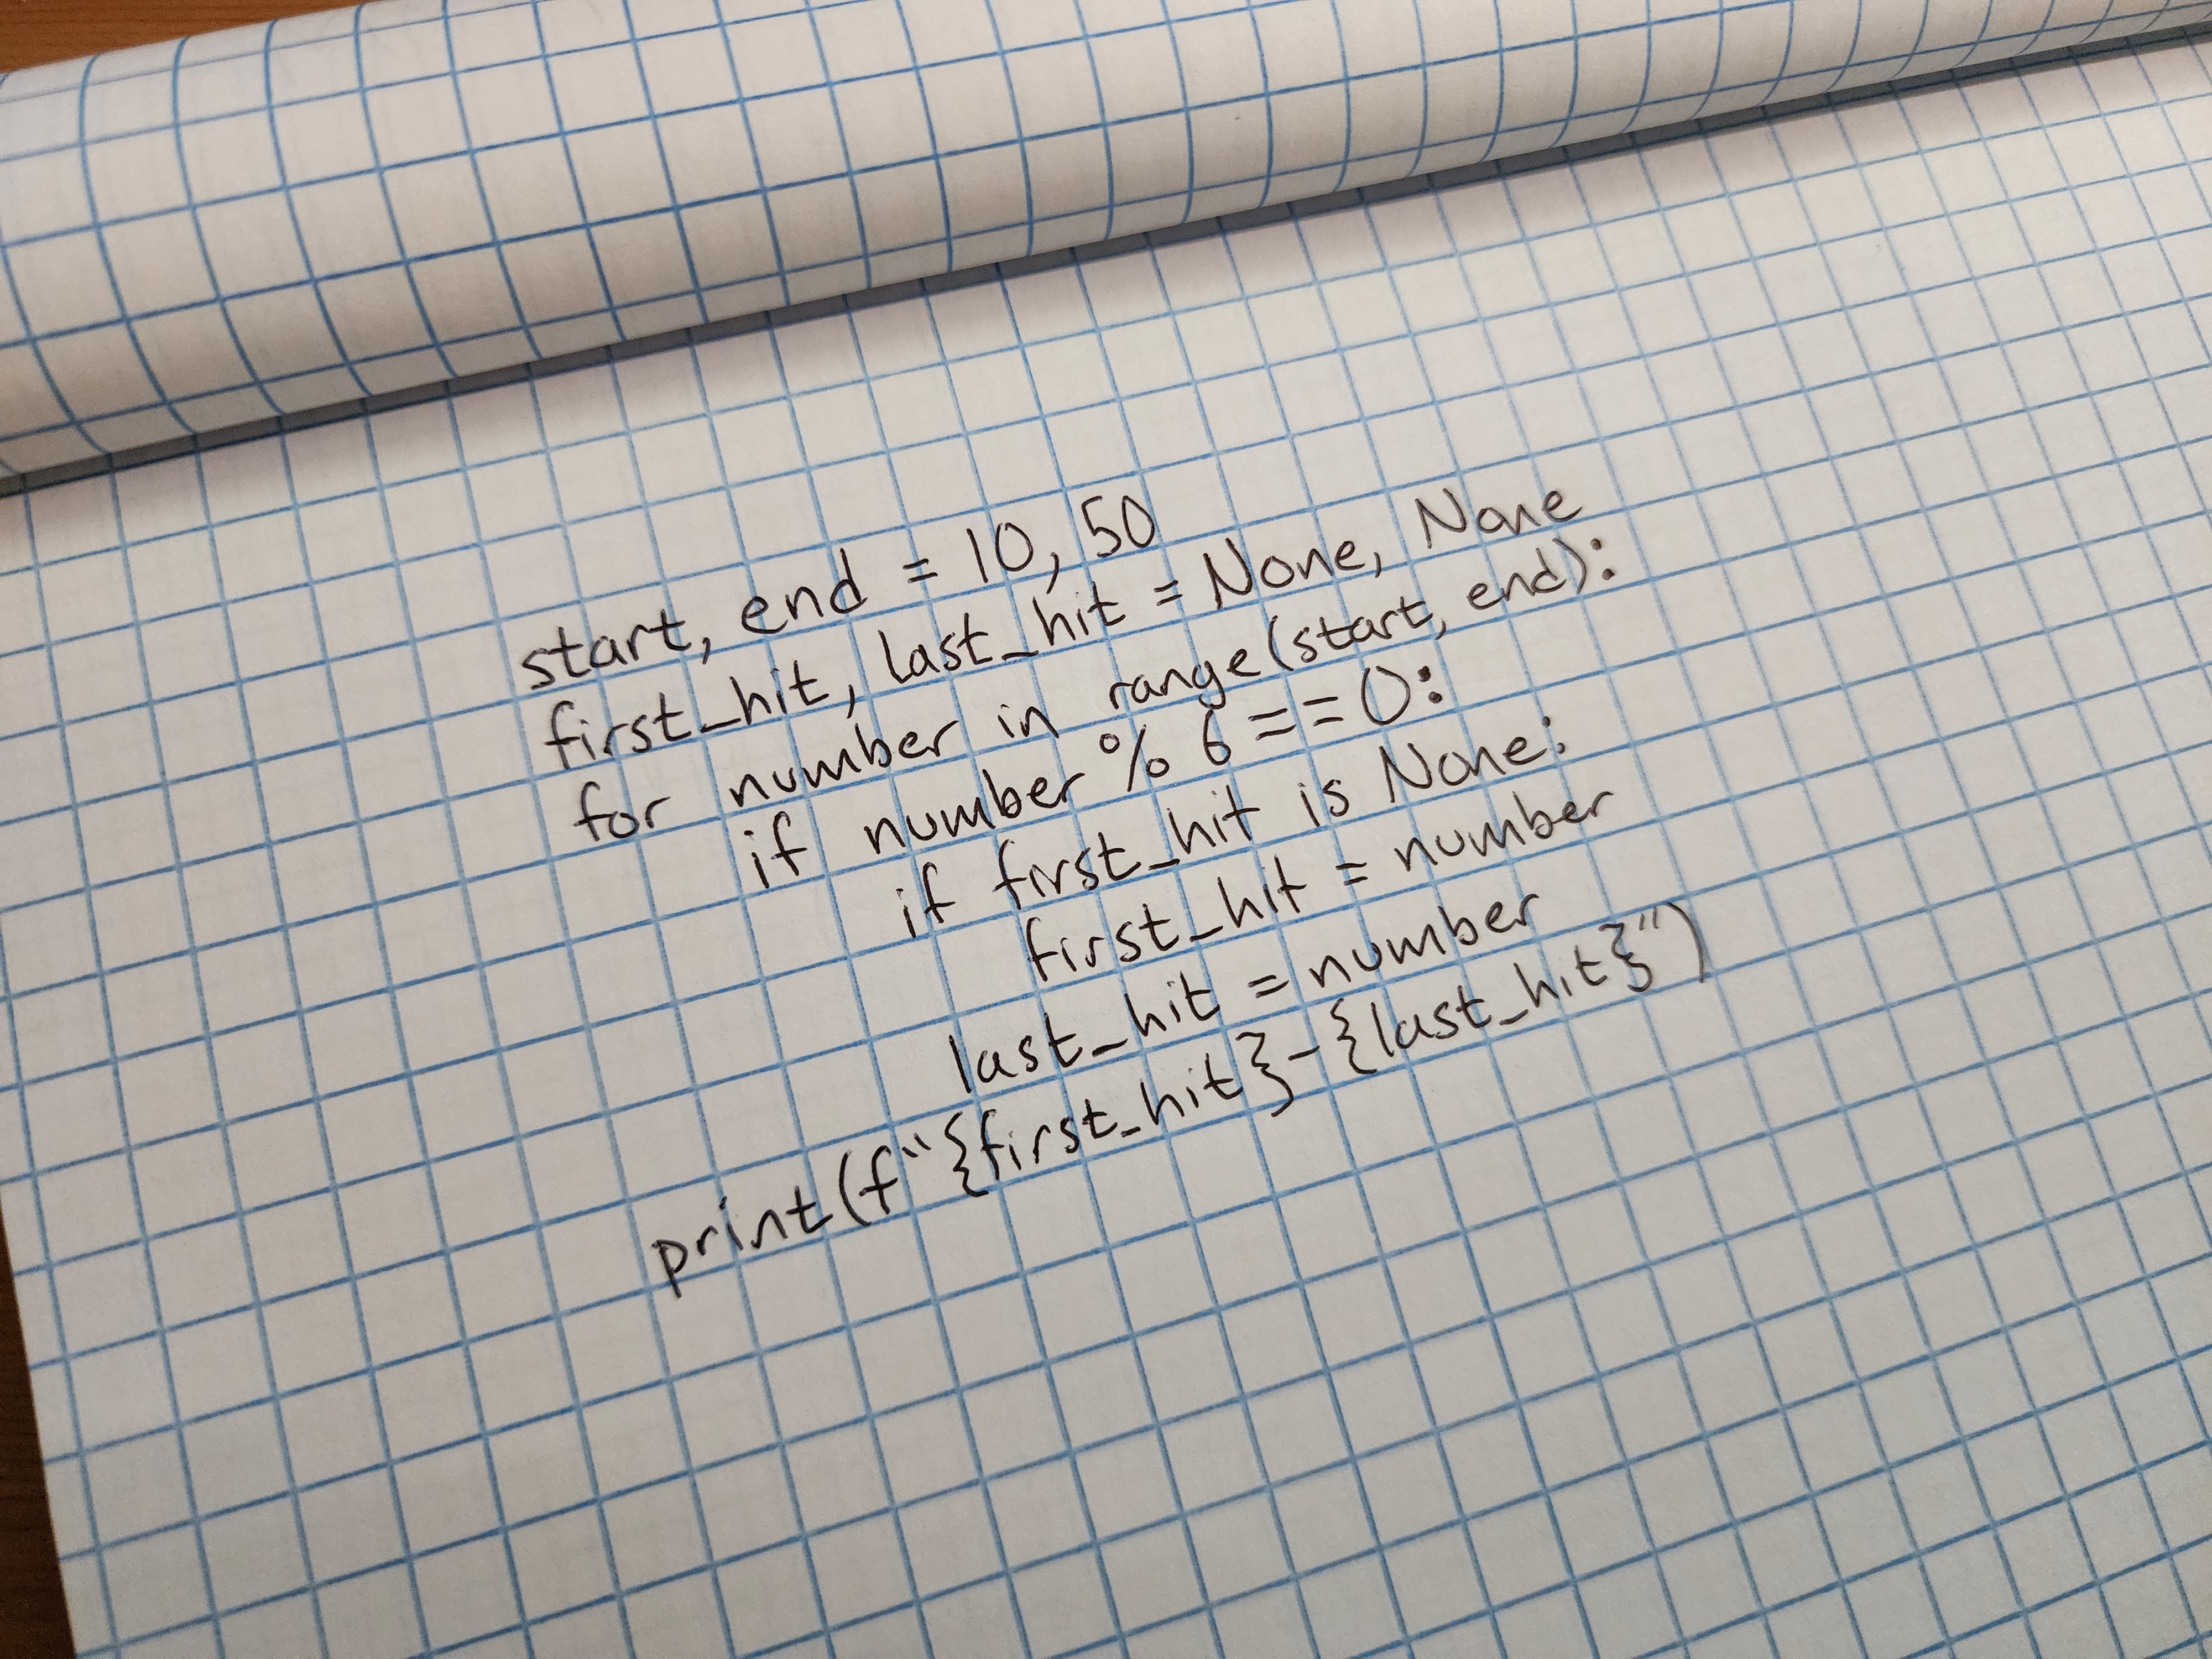 start, end = 10, 50
first_hit, last_hit = None, None
for number in range(start, end):
    if number % 6 == 0:
        if first_hit is None:
            first_hit = number
        last_hit = number
print(f"{first_hit}-{last_hit}")